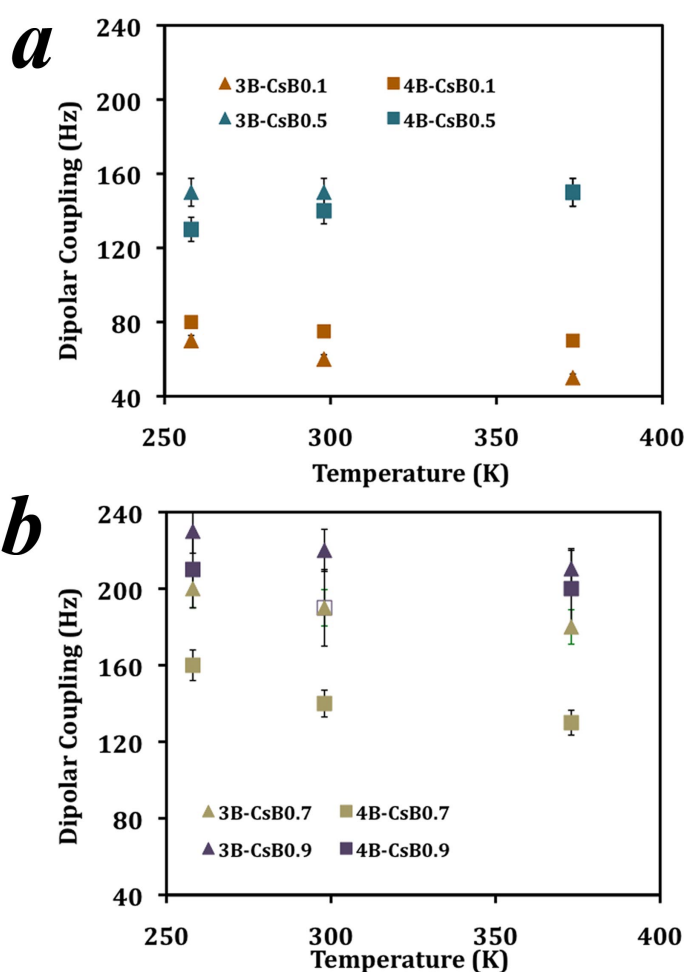 a
240
200
160
120
80
40
Dipolar Coupling (Hz)
3B-CsB0.1 4B-CsB0.1
3B-CsB0.5 4B-CsB0.5
250 300 350 400
Temperature (K)
b
240
200
160
120
80
40
Dipolar Coupling (Hz)
3B-CsB0.7 4B-CsB0.7
3B-CsB0.9 4B-CsB0.9
250 300 350 400
Temperature (K)